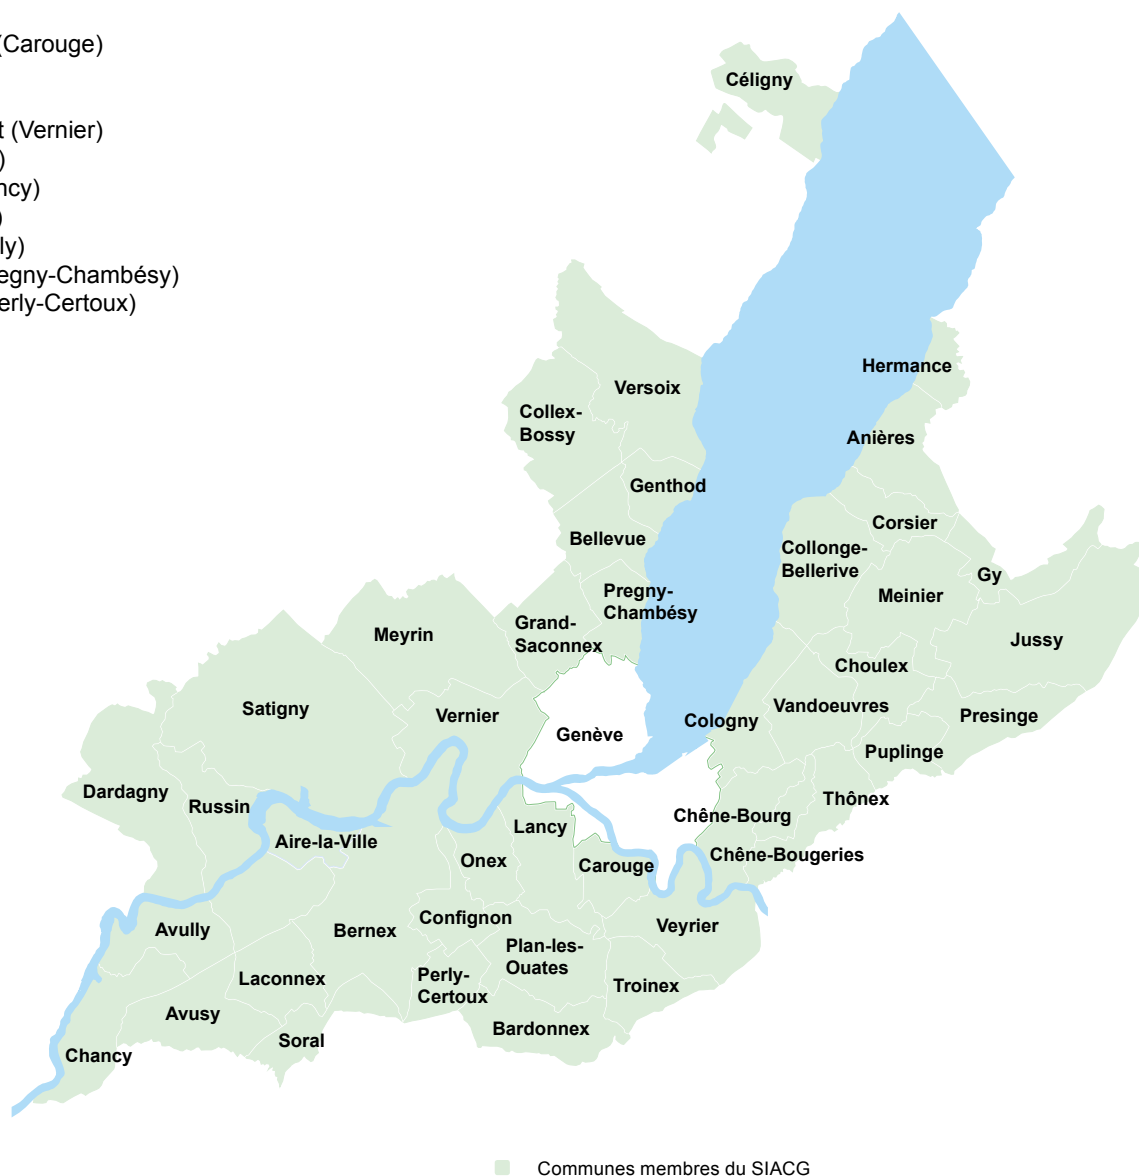 (Carouge)
t (Vernier)
)
ncy)
)
ly)
egny-Chambésy)
erly-Certoux)
Céligny
Hermance
Versoix
Collex-
Bossy
Anières
Genthod
Corsier
Bellevue
Collonge-
Bellerive
Gy
Meinier
Pregny-
Chambésy
Grand-
Saconnex
Meyrin
Jussy
Choulex
Satigny
Vernier
Vandoeuvres
Presinge
Cologny
Genève
Puplinge
Dardagny
Russin
Thônex
Chêne-Bourg
Lancy
Aire-la-Ville
Chêne-Bougeries
Onex
Carouge
Confignon
Veyrier
Avully
Bernex
Plan-les-
Ouates
Laconnex
Perly-
Certoux
Troinex
Avusy
Bardonnex
Soral
Chancy
Communes membres du SIACG